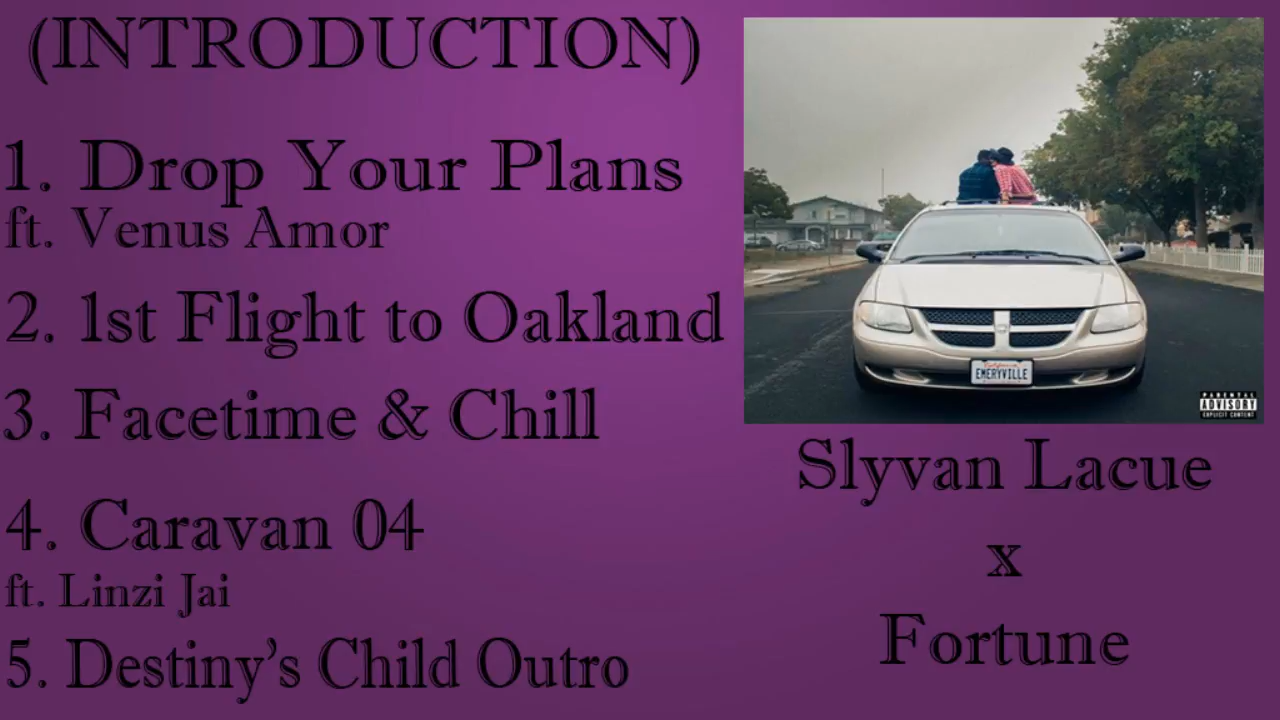 (INTRODUCTION)
1. Drop Your Plans
ft. Venus Amor
2. 1st Flight to Oakland
3. Facetime & Chill
4. Caravan 04
ft. Linzi Jai
5. Destiny's Child Outro
California
EMERYVILLE
PARENTAL
ADVISORY
EXPLICIT CONTENT
Slyvan Lacue
x
Fortune